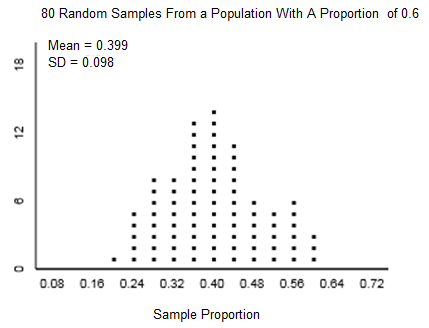 80 Random Samples From a Population With A Proportion of 0.6
Mean = 0.399
SD = 0.098
18
12
6
0
0.08 0.16 0.24 0.32 0.40 0.48 0.56 0.64 0.72
Sample Proportion